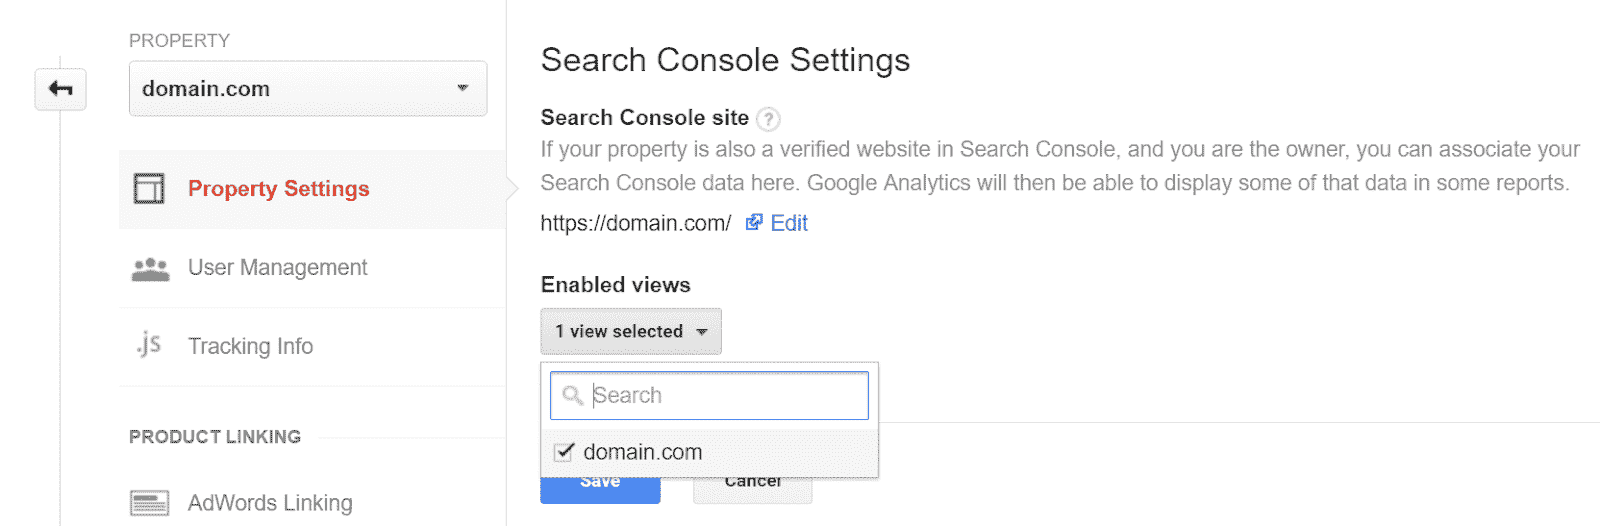 PROPERTY
domain.com
Property Settings
User Management
.js
Tracking Info
PRODUCT LINKING
AdWords Linking
Search Console Settings
Search Console site ?
If your property is also a verified website in Search Console, and you are the owner, you can associate your
Search Console data here. Google Analytics will then be able to display some of that data in some reports.
https://domain.com/ Edit
Enabled views
1 view selected
Search
domain.com
Save Cancel